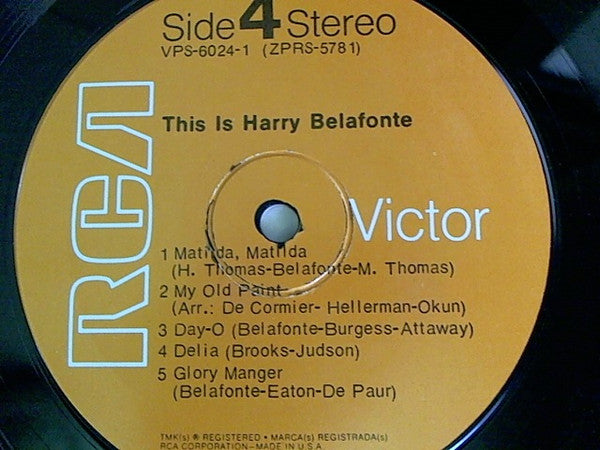 Side 4 Stereo
VPS-6024-1 (ZPRS-5781)
This Is Harry Belafonte
RCA
Victor
1 Matilda, Matilda
(H. Thomas-Belafonte-M. Thomas)
2 My Old Paint
(Arr.: De Cormier- Hellerman-Okun)
3 Day-O (Belafonte-Burgess-Attaway)
4 Delia (Brooks-Judson)
5 Glory Manger
(Belafonte-Eaton-De Paur)
TMK(s) ® REGISTERED • MARCA(s) REGISTRADA(s)
RCA CORPORATION-MADE IN U.S.A.